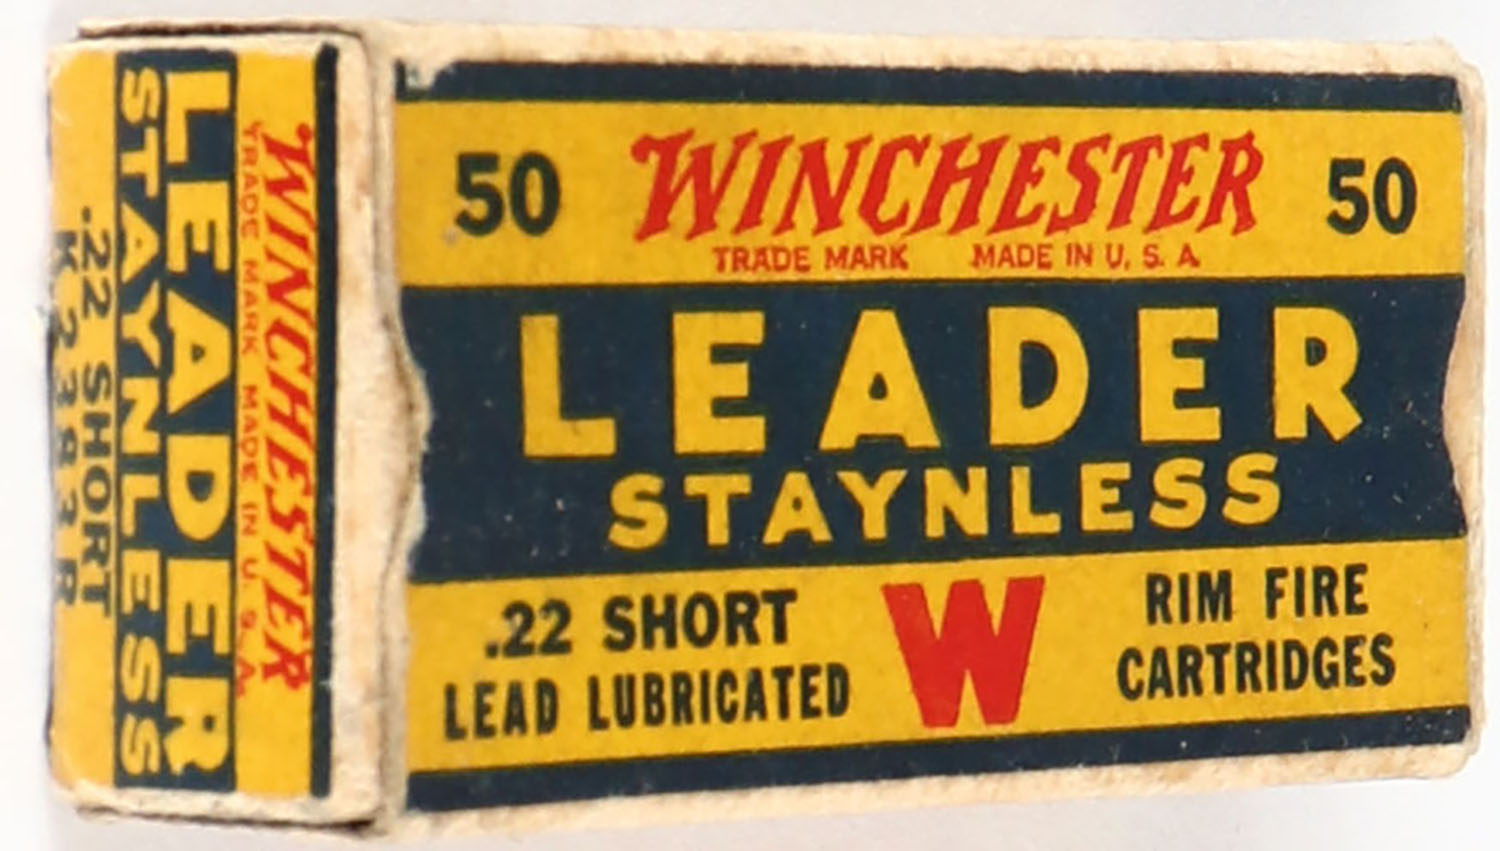 50 WINCHESTER 50
TRADE MARK MADE IN U. S. A.
LEADER
STAYNLESS
.22 SHORT
LEAD LUBRICATED
W
RIM FIRE
CARTRIDGES
WINCHESTER
TRADE MARK MADE IN U. S. A.
LEADER
STAYNLESS
.22 SHORT
K2383R